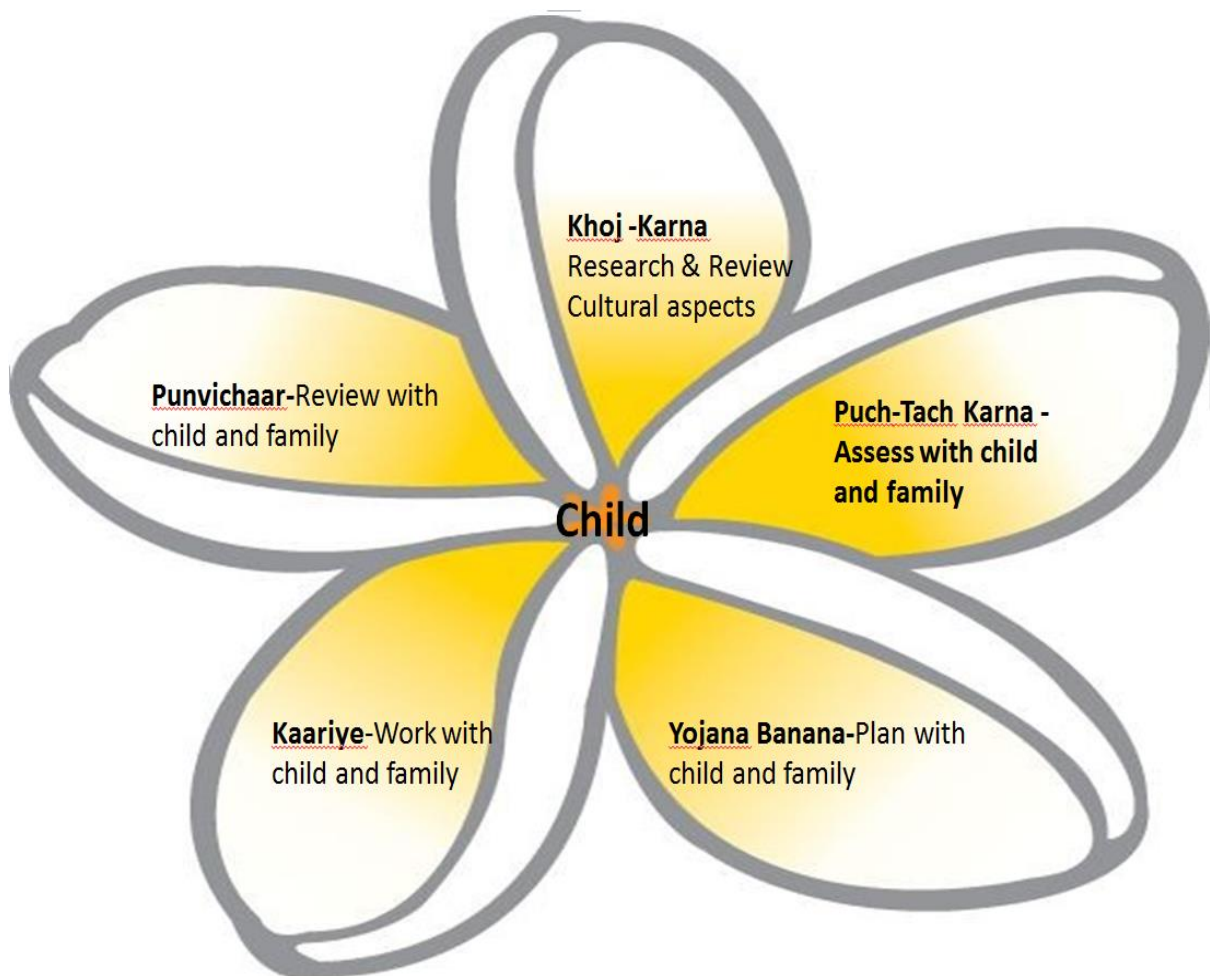 Khoj -Karna
Research & Review
Cultural aspects
Puch-Tach Karna -
Assess with child
and family
Yojana Banana-Plan with
child and family
Kaariye-Work with
child and family
Punvichaar-Review with
child and family
Child